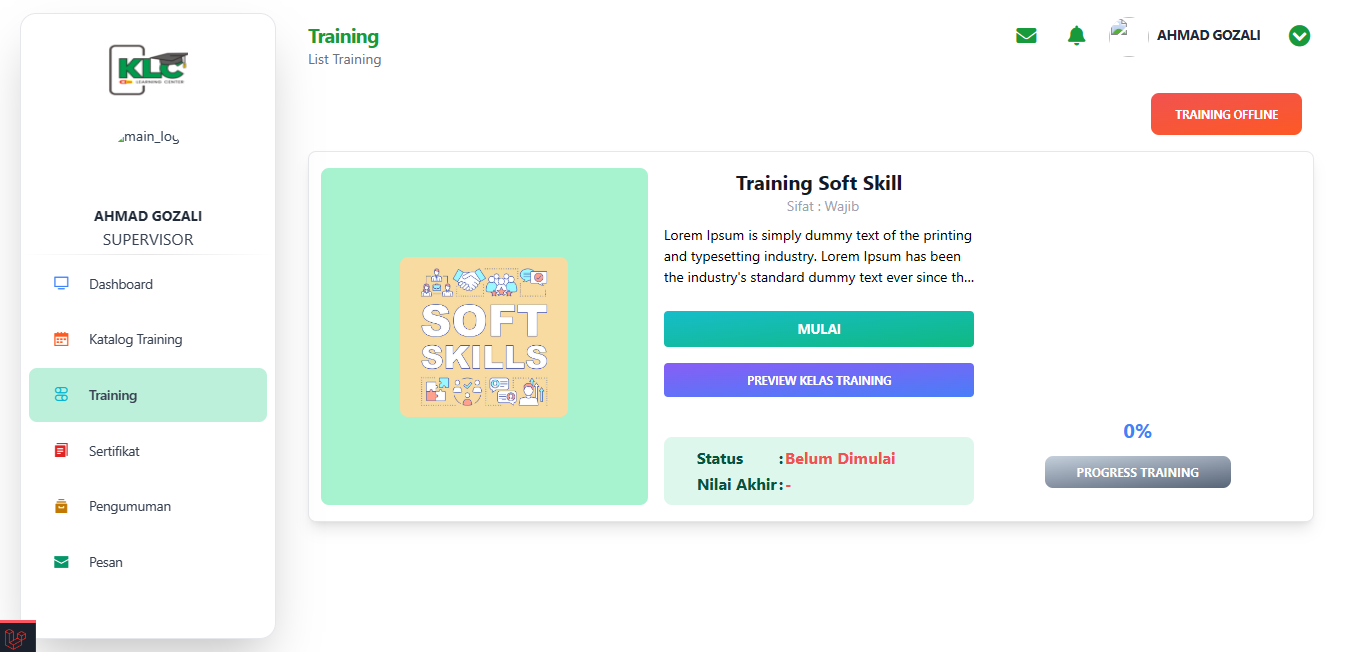 KLC
LEARNING CENTER
main_log
AHMAD GOZALI
SUPERVISOR
Dashboard
Katalog Training
Training
Sertifikat
Pengumuman
Pesan
Training
List Training
AHMAD GOZALI
TRAINING OFFLINE
SOFT
SKILLS
Training Soft Skill
Sifat : Wajib
Lorem Ipsum is simply dummy text of the printing
and typesetting industry. Lorem Ipsum has been
the industry's standard dummy text ever since th...
MULAI
PREVIEW KELAS TRAINING
Status : Belum Dimulai
Nilai Akhir : -
0%
PROGRESS TRAINING